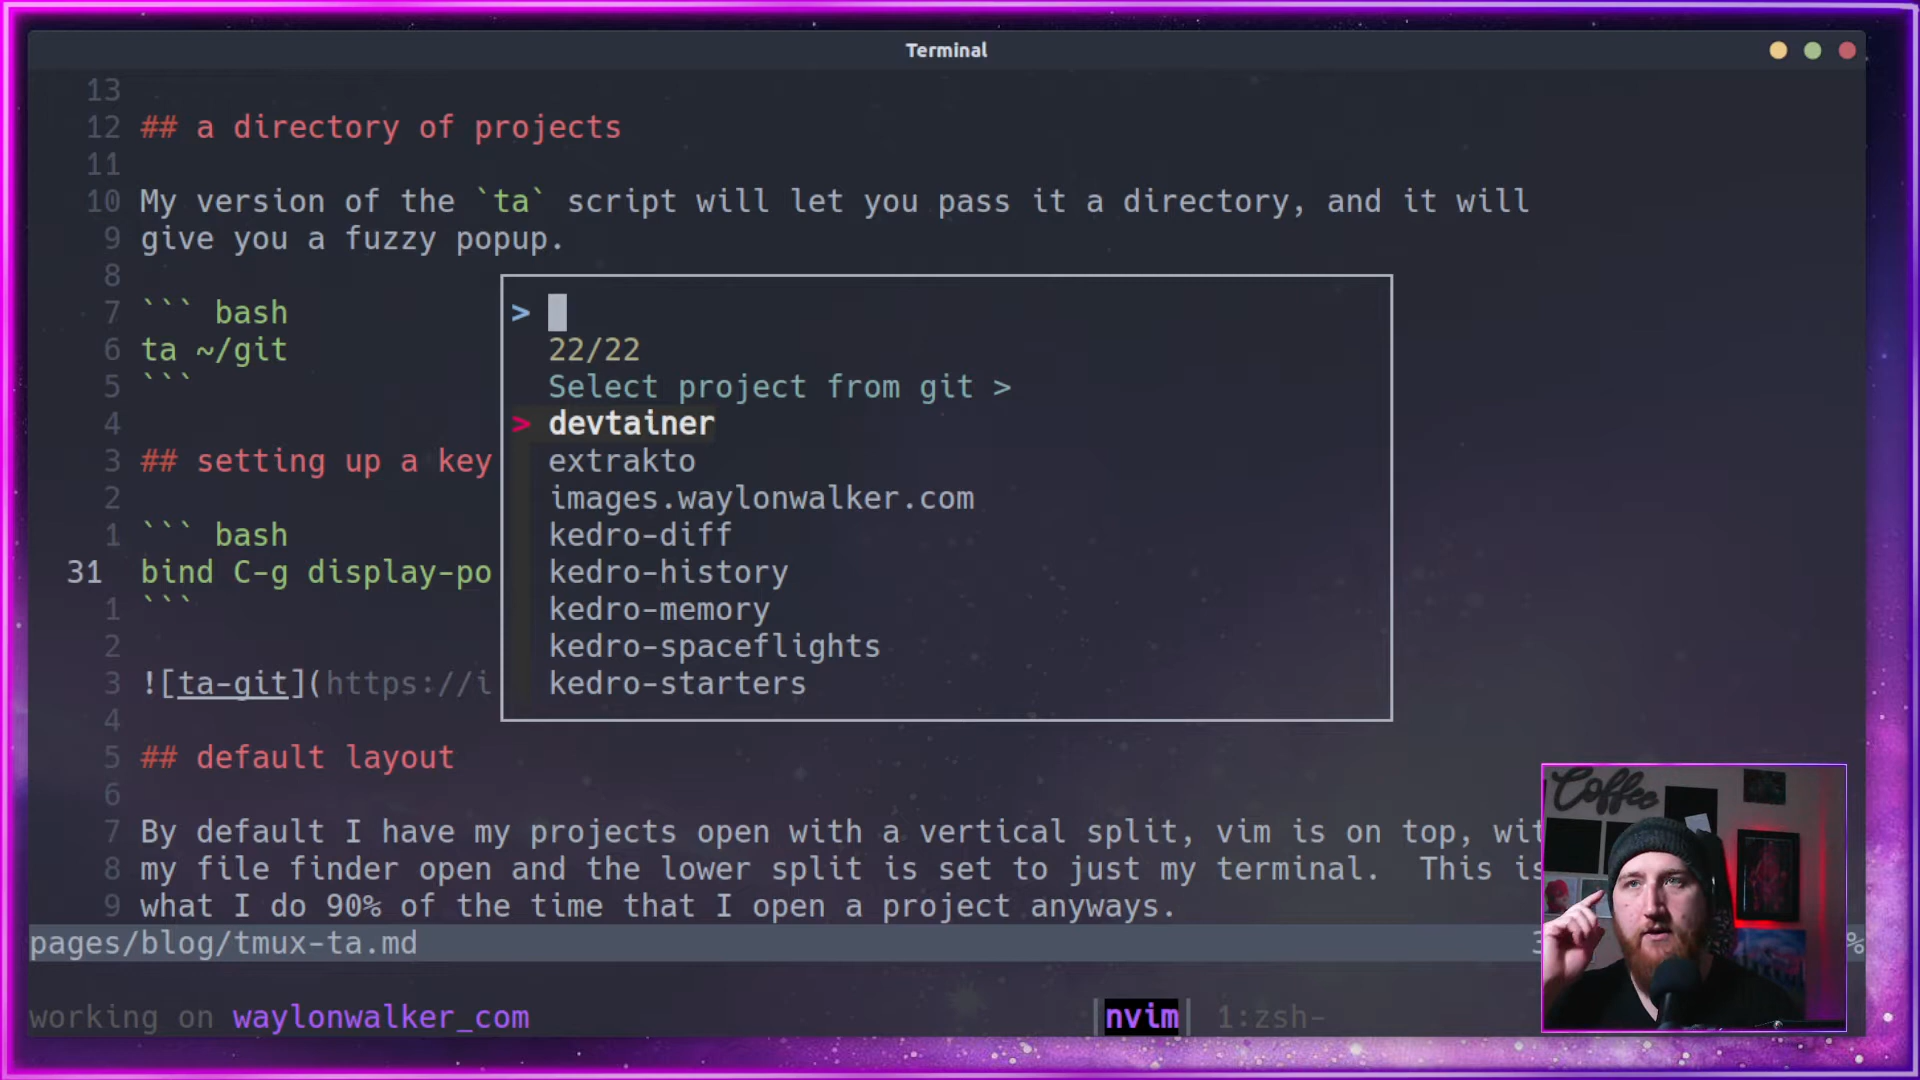 Terminal
13
12 ## a directory of projects
11
10 My version of the `ta` script will let you pass it a directory, and it will
9 give you a fuzzy popup.
8
7 ``` bash
6 ta ~/git
5 ```
4
3 ## setting up a key
2
1 ``` bash
31 bind C-g display-po
1 ```
2
3 ![ta-git](https://i
4
5 ## default layout
6
7 By default I have my projects open with a vertical split, vim is on top, wit
8 my file finder open and the lower split is set to just my terminal.  This is
9 what I do 90% of the time that I open a project anyways.
>
22/22
Select project from git >
> devtainer
extrakto
images.waylonwalker.com
kedro-diff
kedro-history
kedro-memory
kedro-spaceflights
kedro-starters
Coffee
pages/blog/tmux-ta.md 3 %
working on waylonwalker_com |nvim| 1:zsh-